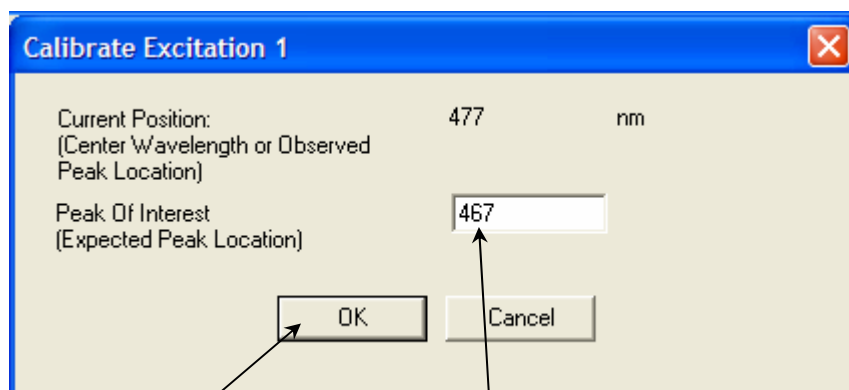 Calibrate Excitation 1
Current Position: 477 nm
(Center Wavelength or Observed
Peak Location)
Peak Of Interest 467
(Expected Peak Location)
OK Cancel